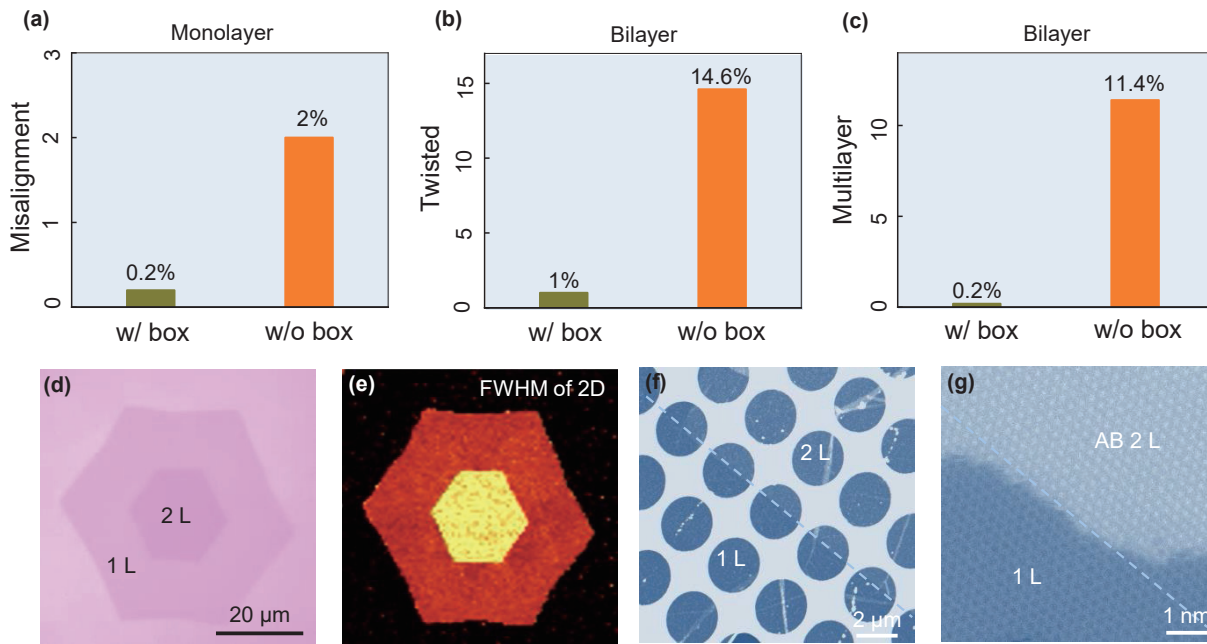 (a)
Monolayer
Misalignment
3
2
1
0
0.2%
2%
w/ box
w/o box
(b)
Bilayer
Twisted
15
10
5
0
1%
14.6%
w/ box
w/o box
(c)
Bilayer
Multilayer
10
5
0
0.2%
11.4%
w/ box
w/o box
(d)
2 L
1 L
20 µm
(e)
FWHM of 2D
(f)
2 L
1 L
2 µm
(g)
AB 2 L
1 L
1 nm